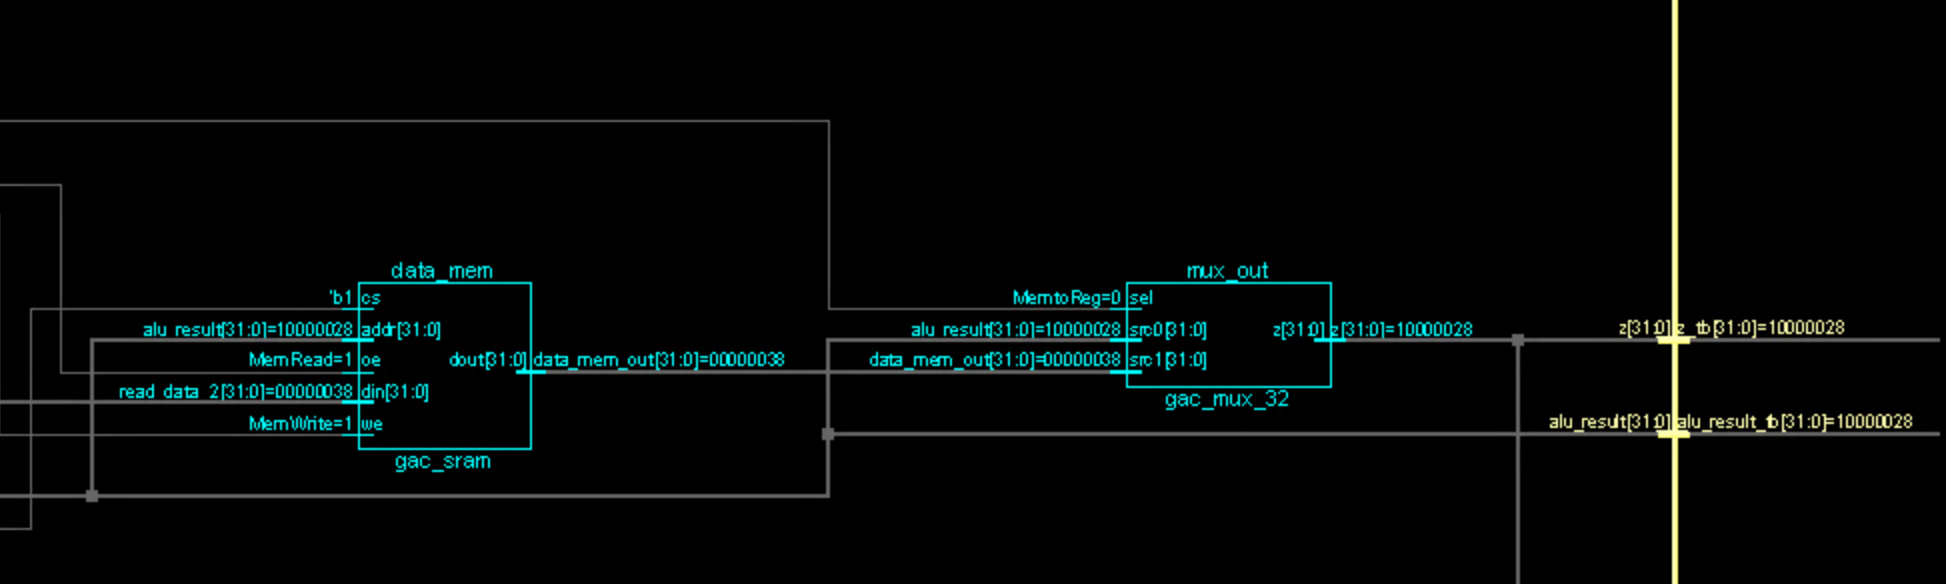 data_mem
'b1 cs
alu_result[31:0]=10000028 addr[31:0]
MemRead=1 oe
dout[31:0] data_mem_out[31:0]=00000038
read_data_2[31:0]=00000038 din[31:0]
MemWrite=1 we
gac_sram
mux_out
MemtoReg=0 sel
alu_result[31:0]=10000028 src0[31:0]
z[31:0] z[31:0]=10000028
data_mem_out[31:0]=00000038 src1[31:0]
gac_mux_32
z[31:0] z_tb[31:0]=10000028
alu_result[31:0] alu_result_tb[31:0]=10000028